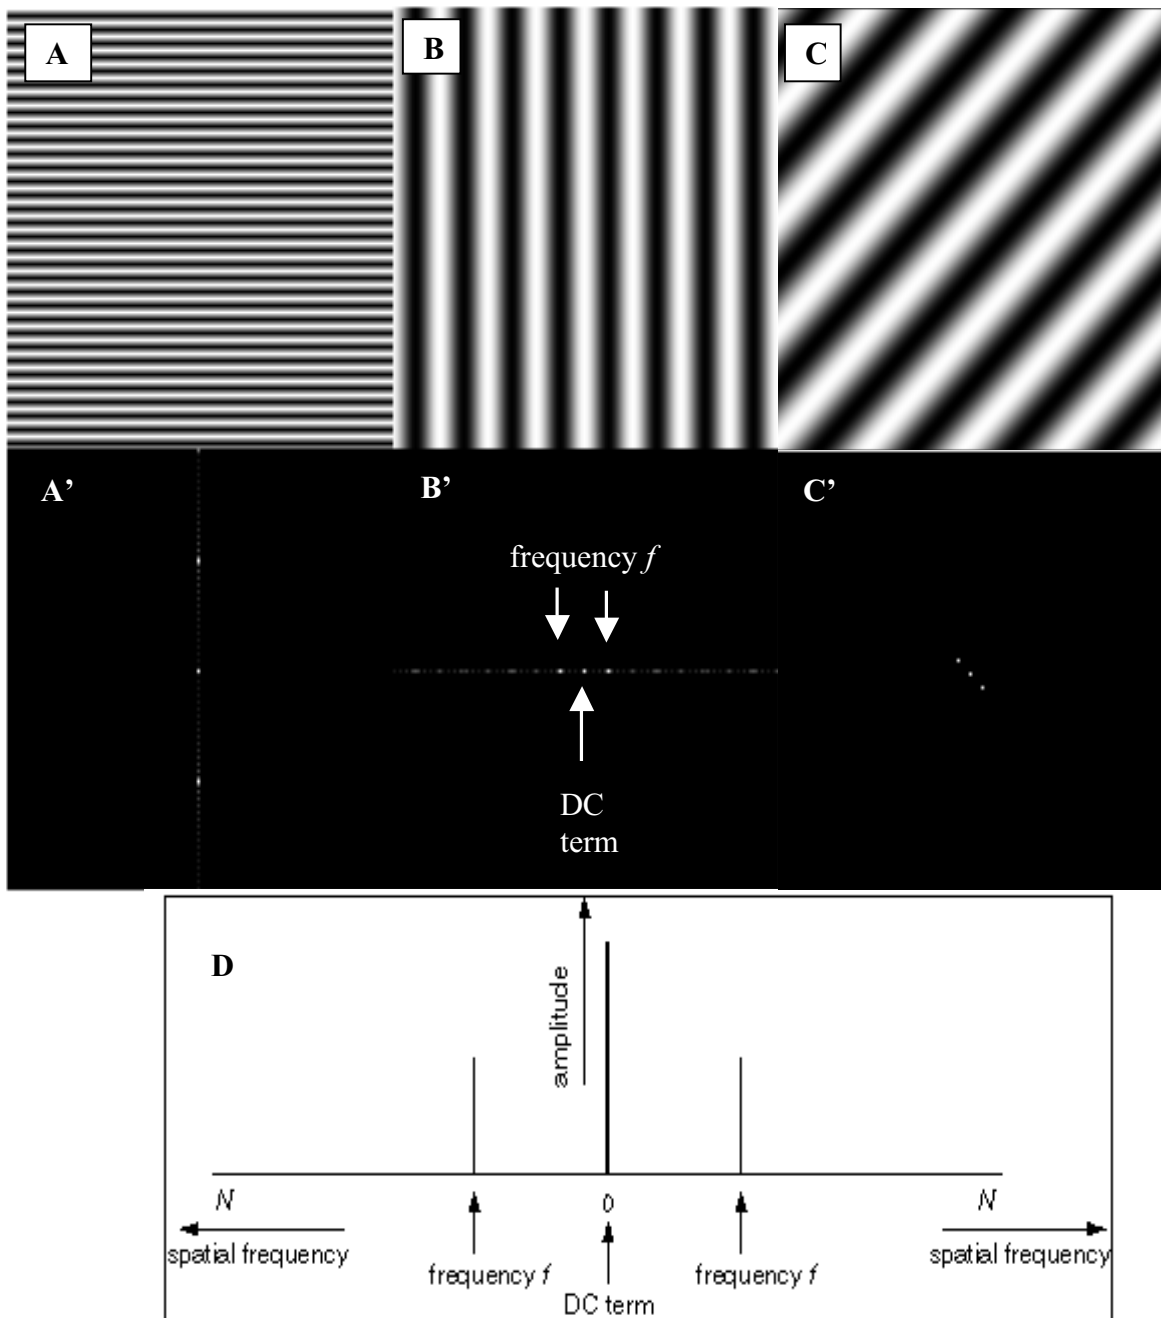 A
B
C
A’
B’
C’
frequency f
DC
term
D
amplitude
N
0
N
spatial frequency
spatial frequency
frequency f
frequency f
DC term